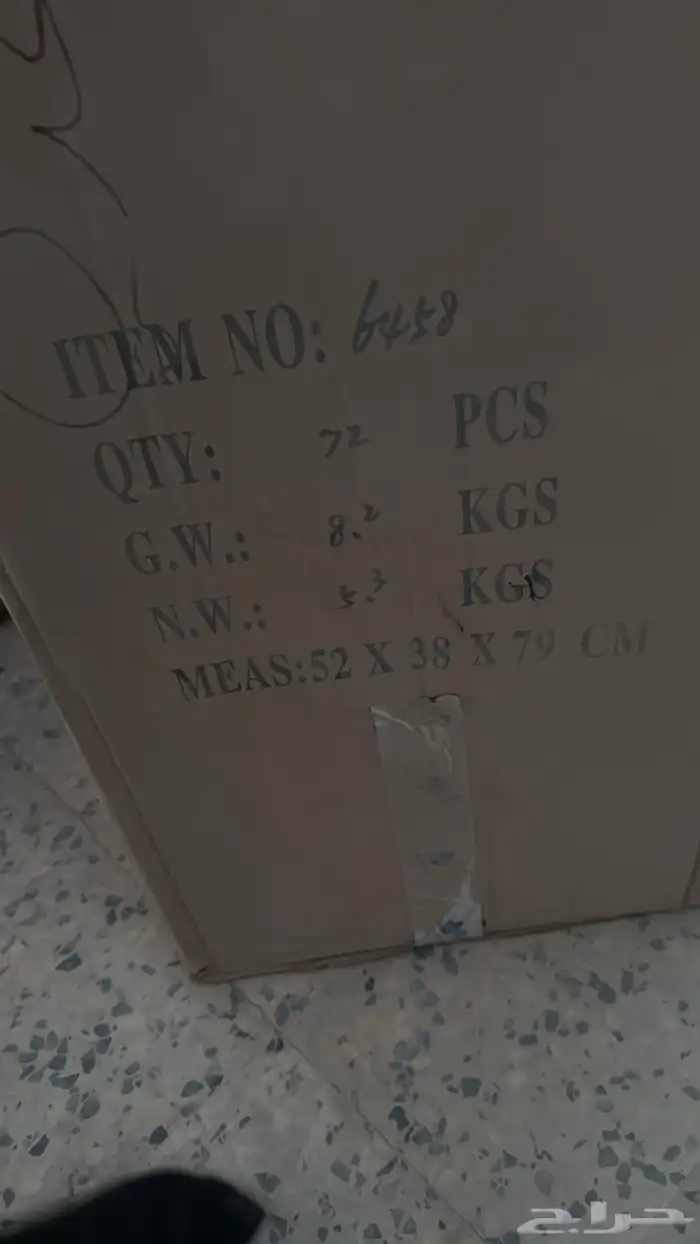 ITEM NO: 6458
QTY: 72 PCS
G.W.: 8.2 KGS
N.W.: 5.3 KGS
MEAS:52 X 38 X 79 CM
حراج